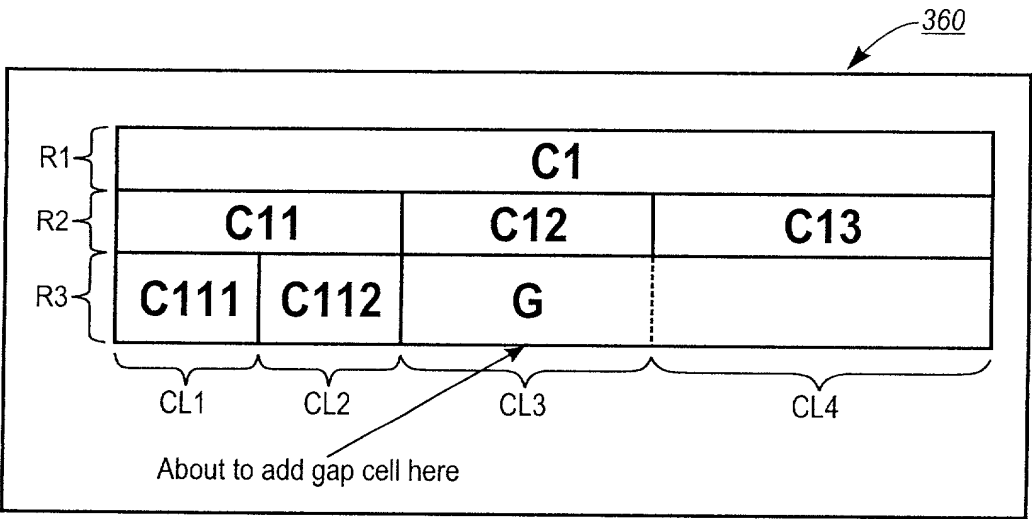 360
R1 C1
R2 C11 C12 C13
R3 C111 C112 G
CL1 CL2 CL3 CL4
About to add gap cell here